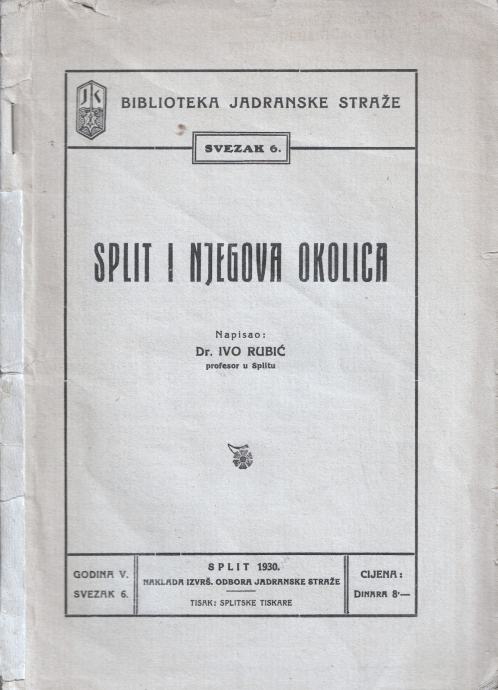 BIBLIOTEKA JADRANSKE STRAŽE
SVEZAK 6.
SPLIT I NJEGOVA OKOLICA
Napisao:
Dr. IVO RUBIĆ
profesor u Splitu
GODINA V.
SVEZAK 6.
SPLIT 1930.
NAKLADA IZVRŠ. ODBORA JADRANSKE STRAŽE
TISAK: SPLITSKE TISKARE
CIJENA:
DINARA 8·—